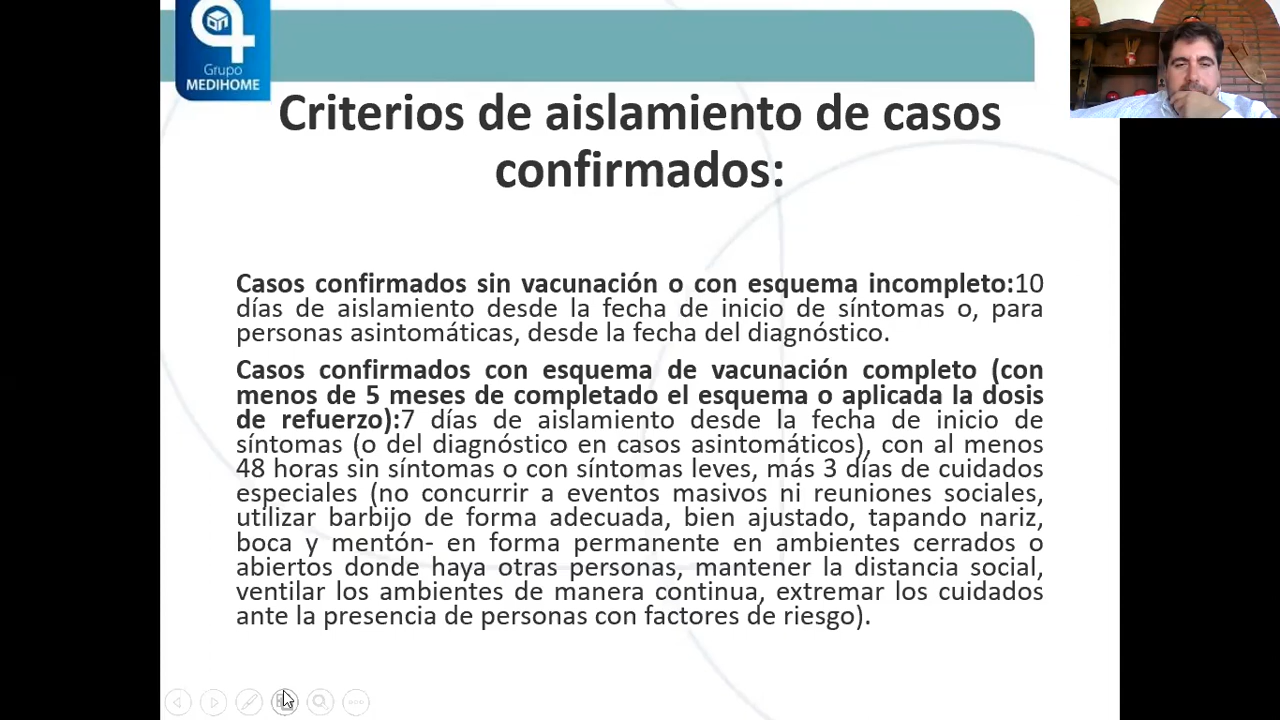 Grupo
MEDIHOME
Criterios de aislamiento de casos
confirmados:
Casos confirmados sin vacunación o con esquema incompleto:10
días de aislamiento desde la fecha de inicio de síntomas o, para
personas asintomáticas, desde la fecha del diagnóstico.
Casos confirmados con esquema de vacunación completo (con
menos de 5 meses de completado el esquema o aplicada la dosis
de refuerzo):7 días de aislamiento desde la fecha de inicio de
síntomas (o del diagnóstico en casos asintomáticos), con al menos
48 horas sin síntomas o con síntomas leves, más 3 días de cuidados
especiales (no concurrir a eventos masivos ni reuniones sociales,
utilizar barbijo de forma adecuada, bien ajustado, tapando nariz,
boca y mentón- en forma permanente en ambientes cerrados o
abiertos donde haya otras personas, mantener la distancia social,
ventilar los ambientes de manera continua, extremar los cuidados
ante la presencia de personas con factores de riesgo).